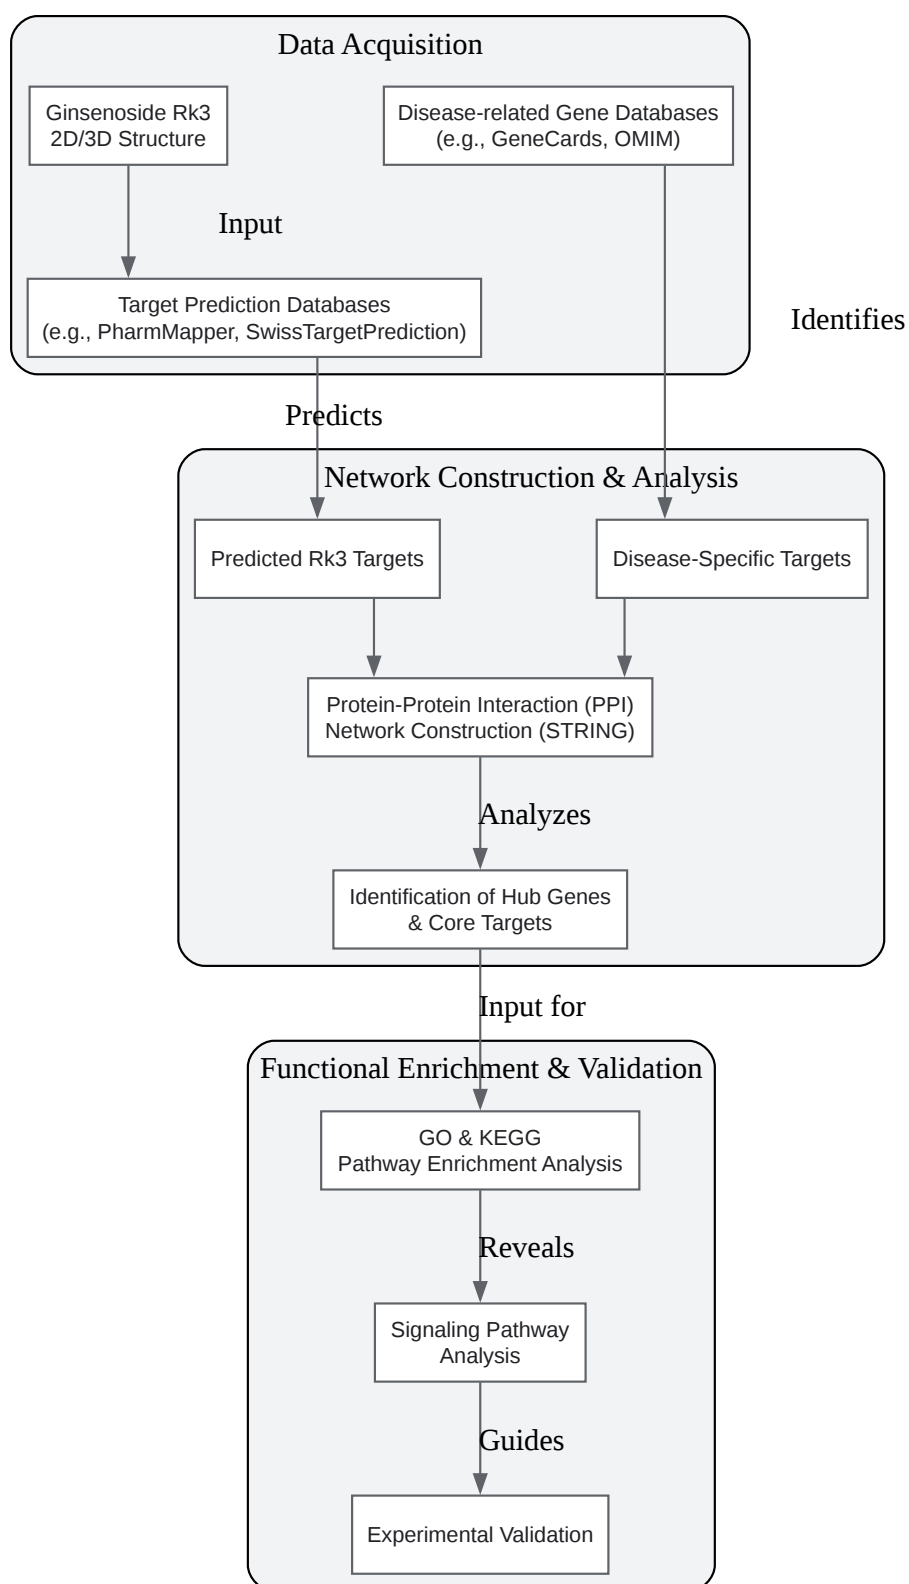 Data Acquisition
Ginsenoside Rk3
2D/3D Structure
Disease-related Gene Databases
(e.g., GeneCards, OMIM)
Input
Target Prediction Databases
(e.g., PharmMapper, SwissTargetPrediction)
Identifies
Predicts
Network Construction & Analysis
Predicted Rk3 Targets
Disease-Specific Targets
Protein-Protein Interaction (PPI)
Network Construction (STRING)
Analyzes
Identification of Hub Genes
& Core Targets
Input for
Functional Enrichment & Validation
GO & KEGG
Pathway Enrichment Analysis
Reveals
Signaling Pathway
Analysis
Guides
Experimental Validation